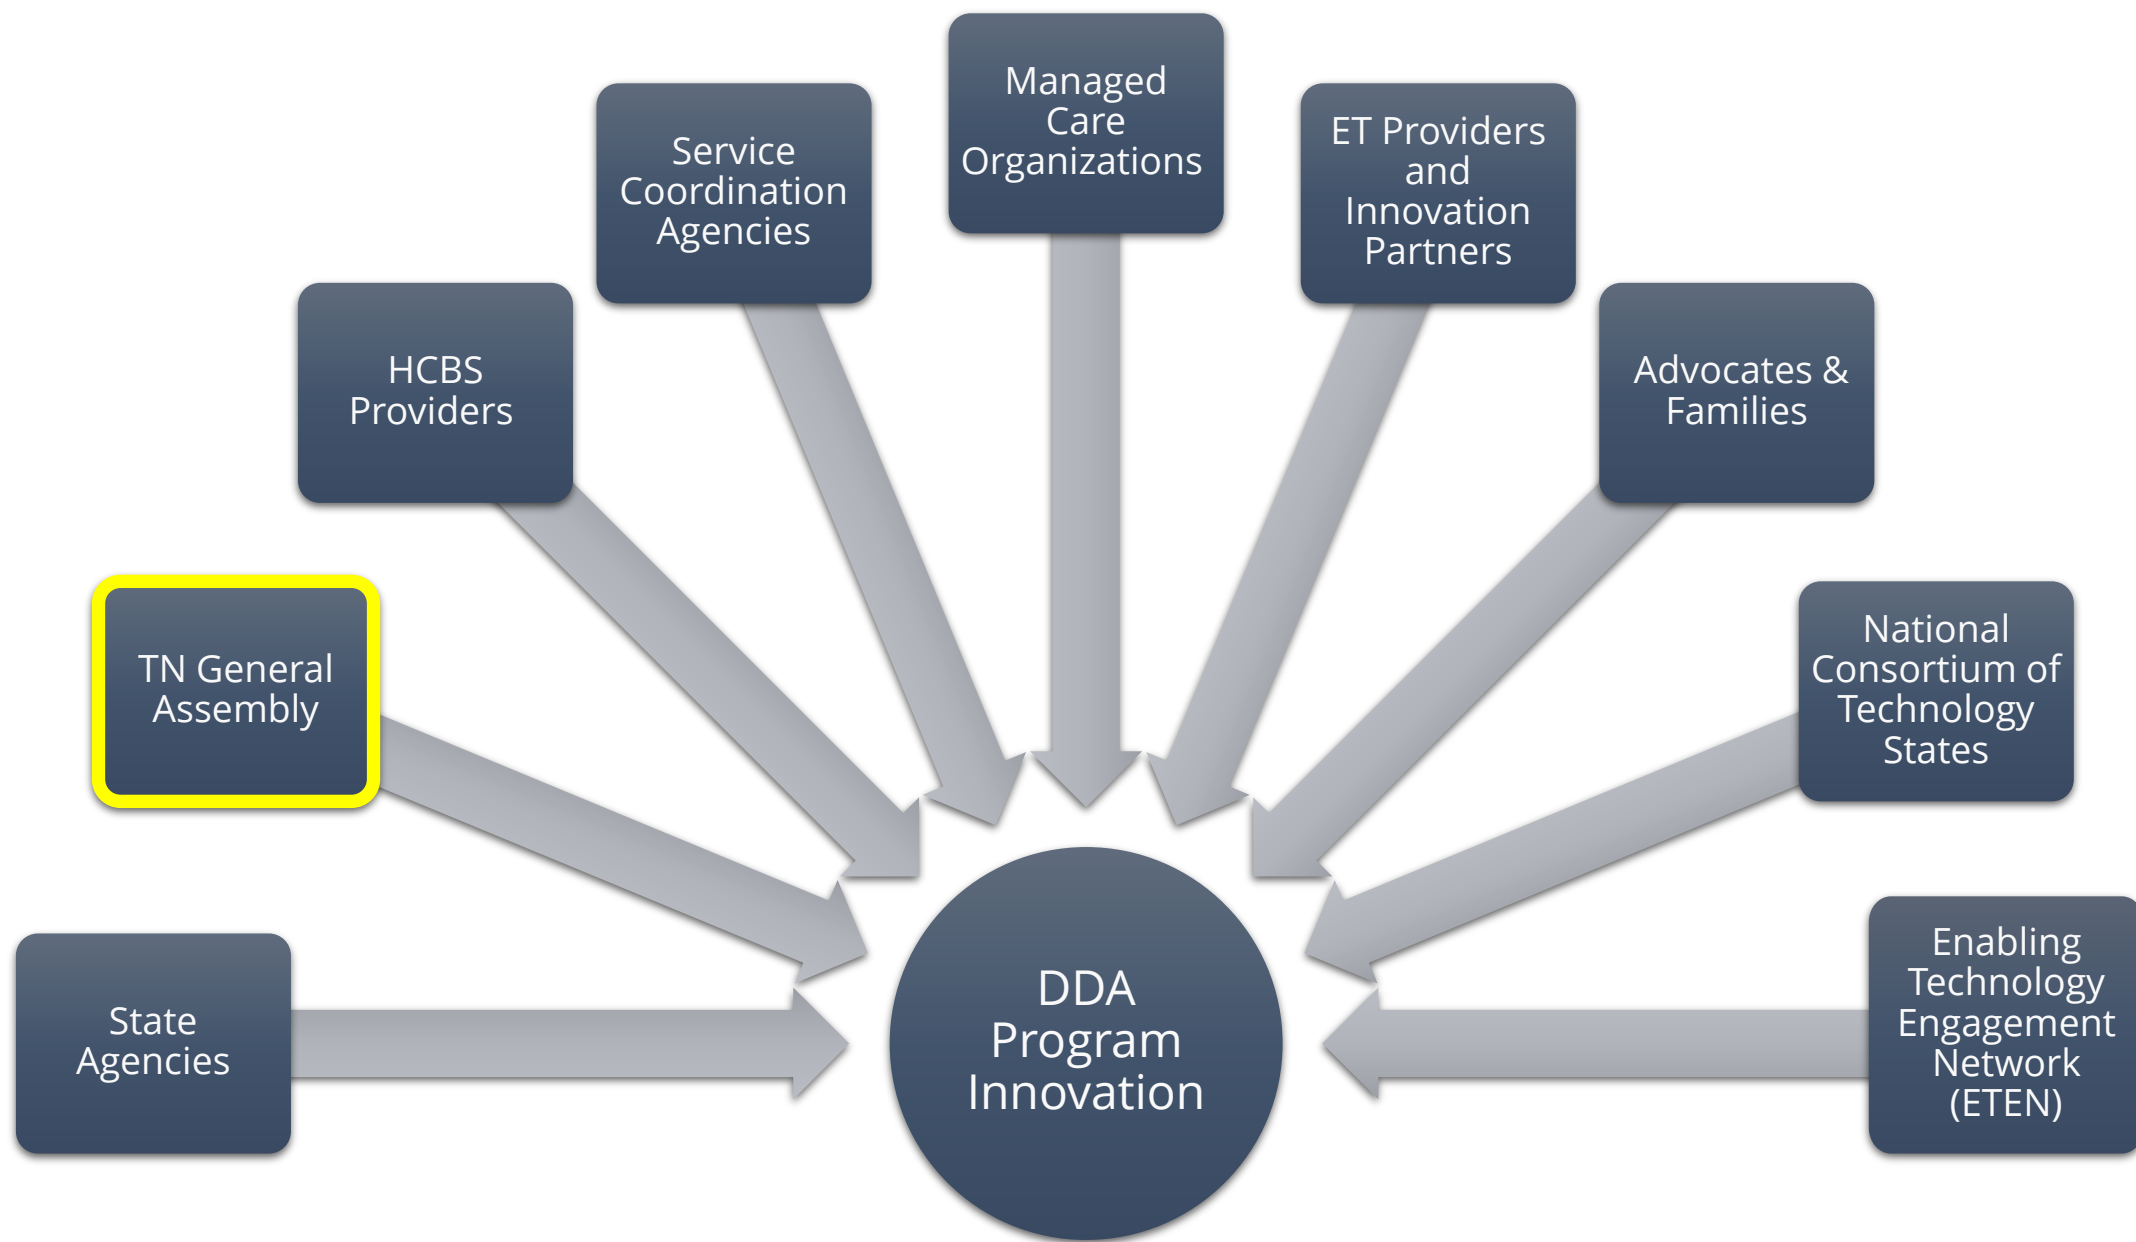 Managed
Care
Organizations
Service
Coordination
Agencies
ET Providers
and
Innovation
Partners
HCBS
Providers
Advocates &
Families
TN General
Assembly
National
Consortium of
Technology
States
State
Agencies
DDA
Program
Innovation
Enabling
Technology
Engagement
Network
(ETEN)